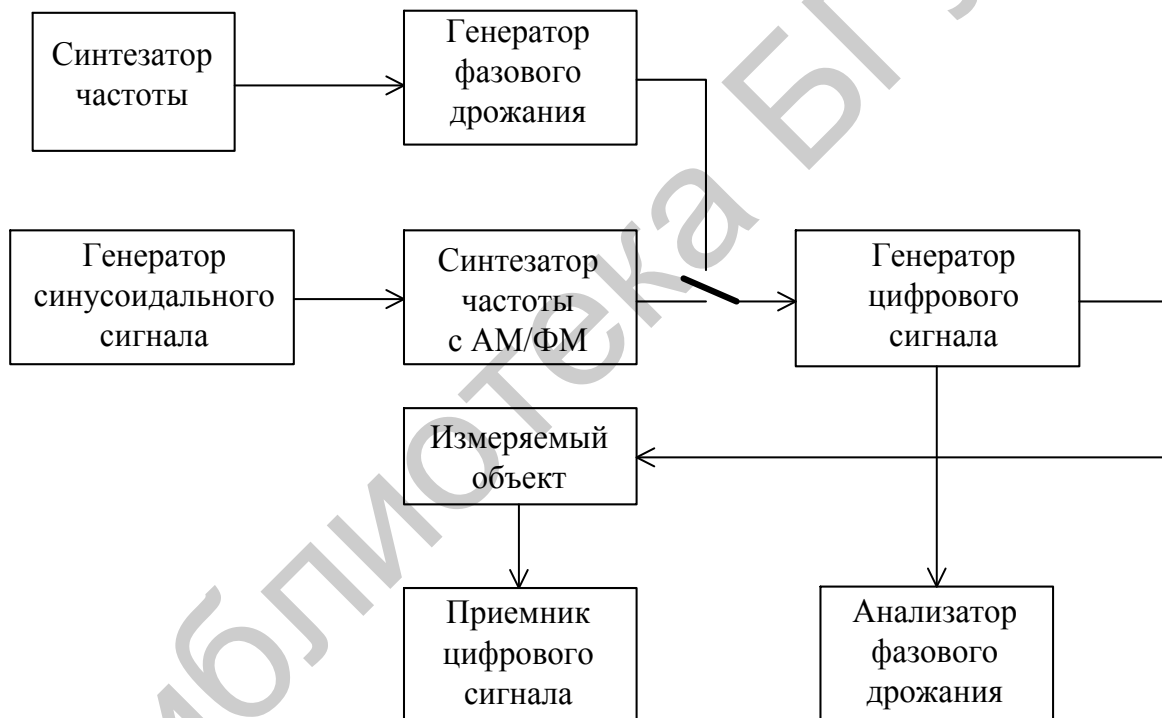 Синтезатор
частоты
Генератор
фазового
дрожания
Генератор
синусоидального
сигнала
Синтезатор
частоты
с АМ/ФМ
Генератор
цифрового
сигнала
Измеряемый
объект
Приемник
цифрового
сигнала
Анализатор
фазового
дрожания